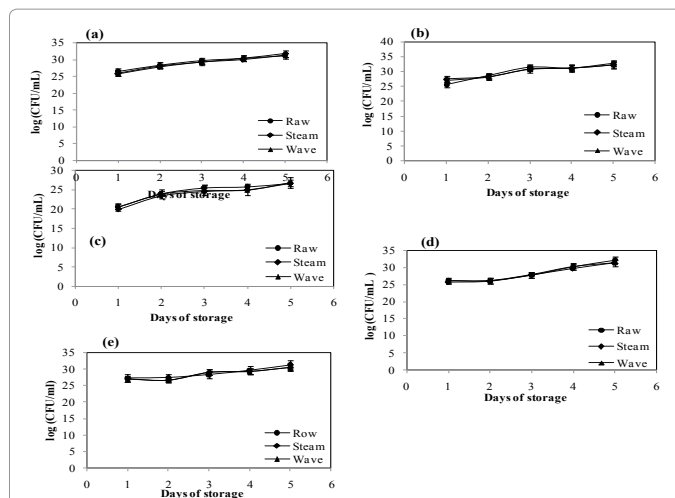 (a)
log (CFU/mL)
35
30
25
20
15
10
5
0
Raw
Steam
Wave
0 1 2 3 4 5 6
Days of storage
(b)
log (CFU/mL)
40
35
30
25
20
15
10
5
0
Raw
Steam
Wave
0 1 2 3 4 5 6
Days of storage
(c)
log (CFU/mL)
30
25
20
15
10
5
0
Raw
Steam
Wave
0 1 2 3 4 5 6
Days of storage
(d)
log (CFU/mL )
35
30
25
20
15
10
5
0
Raw
Steam
Wave
0 1 2 3 4 5 6
Days of storage
(e)
log (CFU/ml)
35
30
25
20
15
10
5
0
Row
Steam
Wave
0 1 2 3 4 5 6
Days of storage